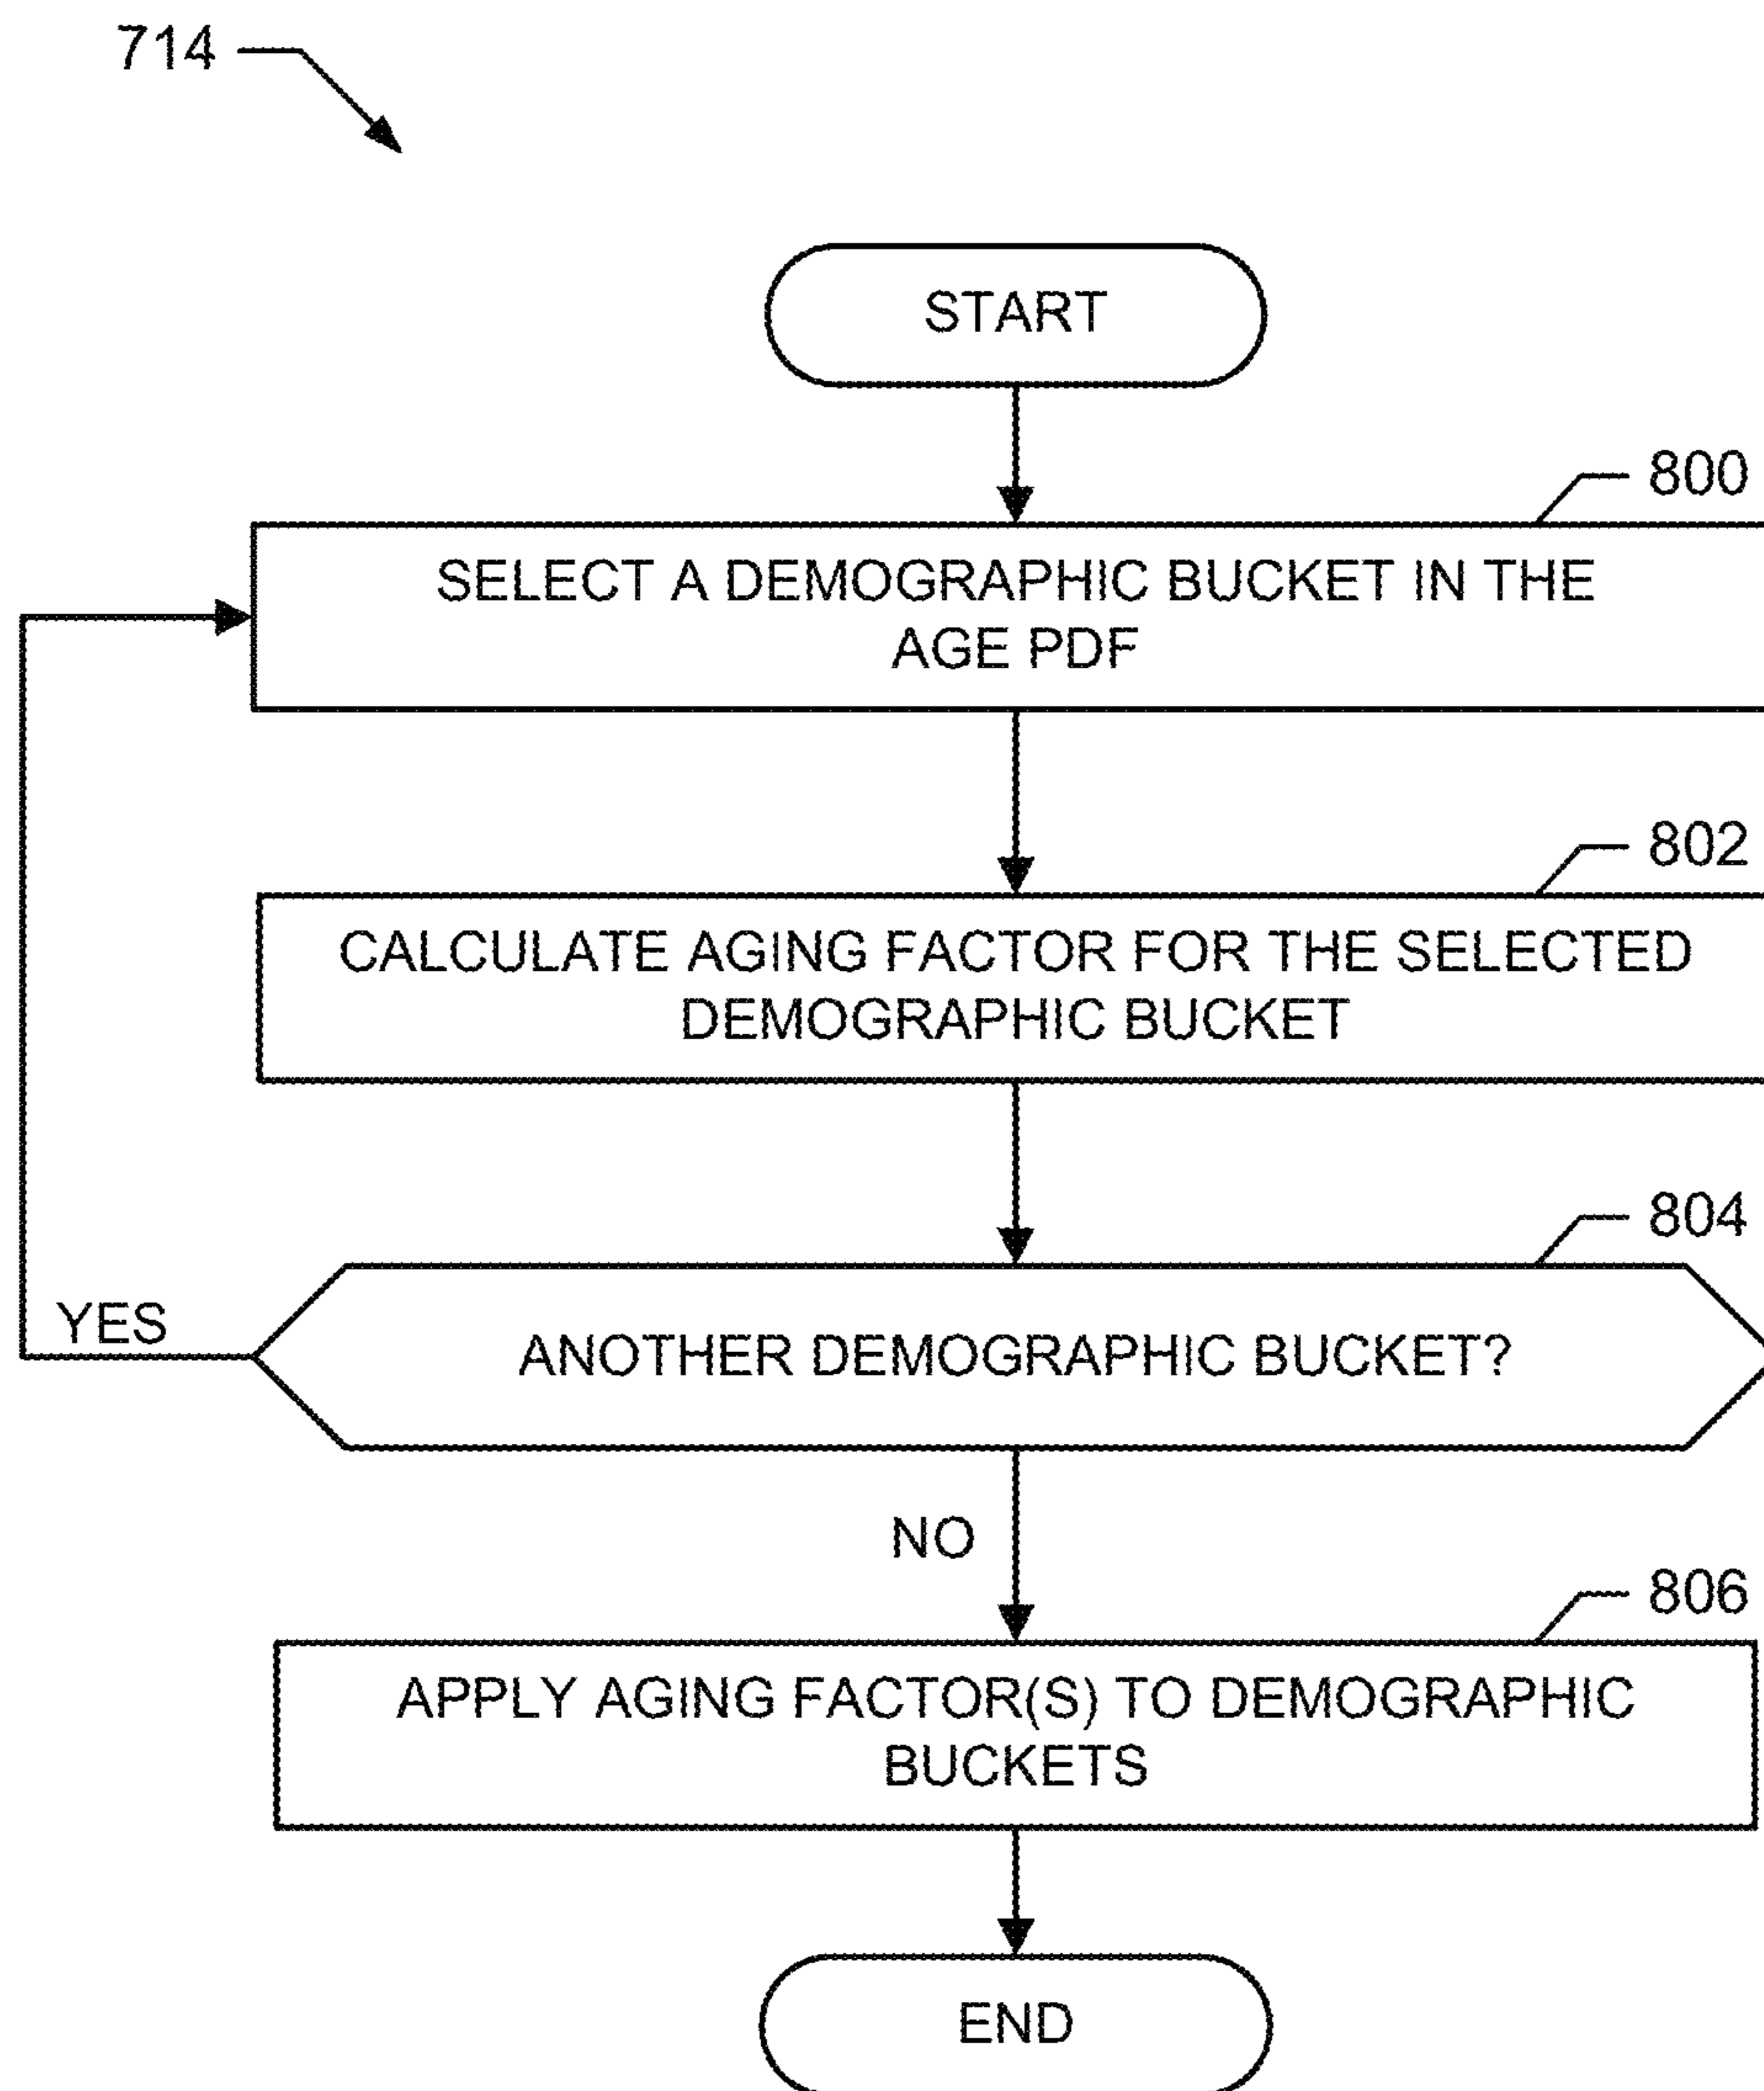 714
START
800
SELECT A DEMOGRAPHIC BUCKET IN THE
AGE PDF
802
CALCULATE AGING FACTOR FOR THE SELECTED
DEMOGRAPHIC BUCKET
804
YES
ANOTHER DEMOGRAPHIC BUCKET?
NO
806
APPLY AGING FACTOR(S) TO DEMOGRAPHIC
BUCKETS
END